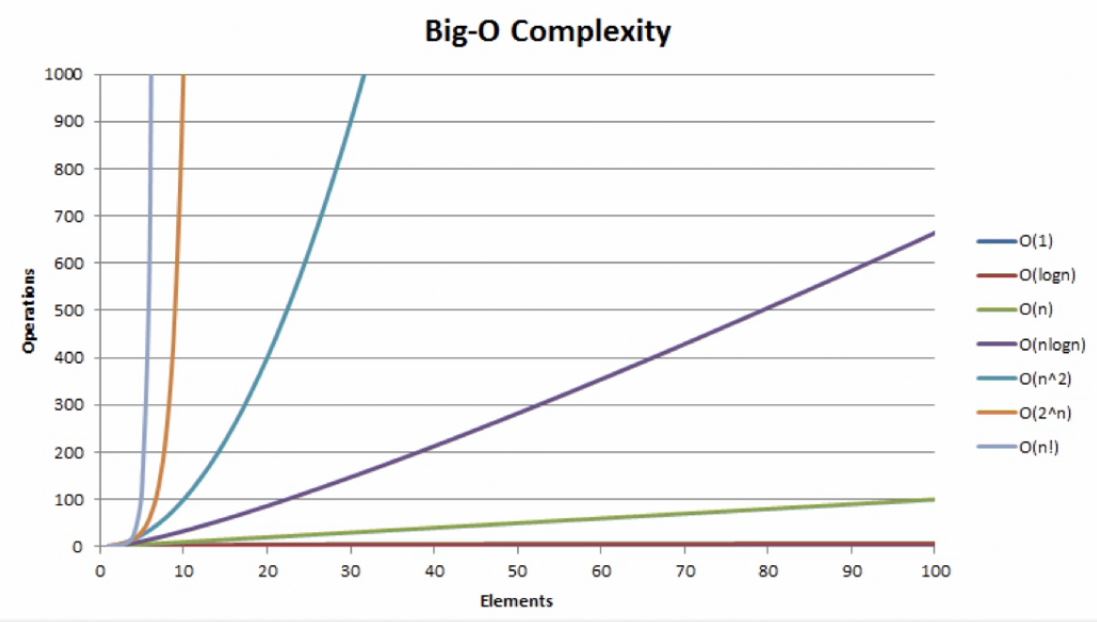 Big-O Complexity
1000
900
800
700
600
500
400
300
200
100
0
Operations
0 10 20 30 40 50 60 70 80 90 100
Elements
O(1)
O(logn)
O(n)
O(nlogn)
O(n^2)
O(2^n)
O(n!)